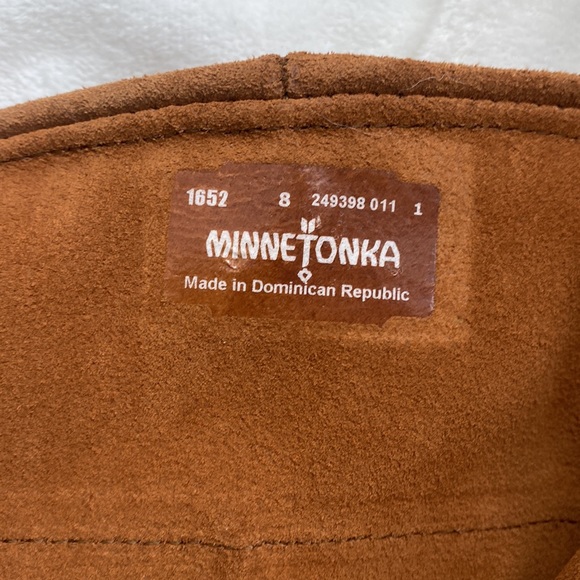 1652 8 249398 011 1
MINNETONKA
Made in Dominican Republic